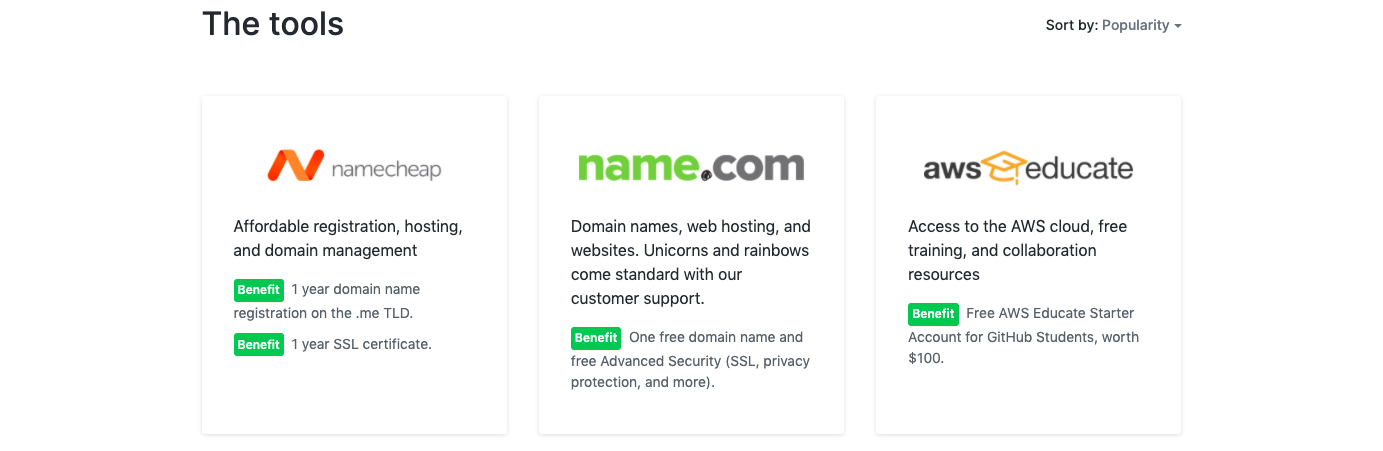 The tools
Sort by: Popularity
namecheap
Affordable registration, hosting,
and domain management
Benefit 1 year domain name
registration on the .me TLD.
Benefit 1 year SSL certificate.
name.com
Domain names, web hosting, and
websites. Unicorns and rainbows
come standard with our
customer support.
Benefit One free domain name and
free Advanced Security (SSL, privacy
protection, and more).
aws educate
Access to the AWS cloud, free
training, and collaboration
resources
Benefit Free AWS Educate Starter
Account for GitHub Students, worth
$100.